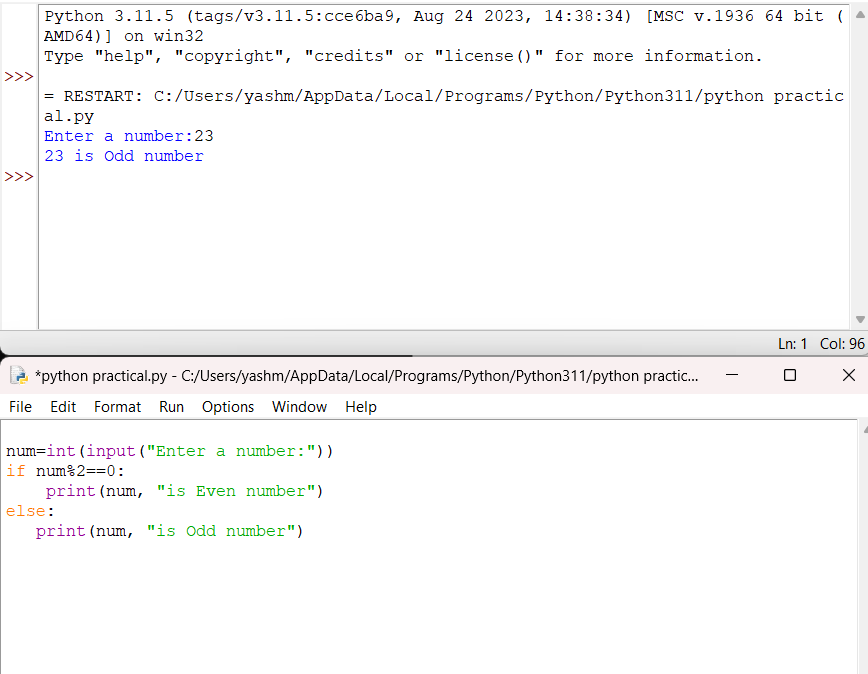 Python 3.11.5 (tags/v3.11.5:cce6ba9, Aug 24 2023, 14:38:34) [MSC v.1936 64 bit (
AMD64)] on win32
Type "help", "copyright", "credits" or "license()" for more information.
>>>
= RESTART: C:/Users/yashm/AppData/Local/Programs/Python/Python311/python practic
al.py
Enter a number:23
23 is Odd number
>>>
Ln: 1 Col: 96
*python practical.py - C:/Users/yashm/AppData/Local/Programs/Python/Python311/python practic...
File Edit Format Run Options Window Help
num=int(input("Enter a number:"))
if num%2==0:
    print(num, "is Even number")
else:
   print(num, "is Odd number")